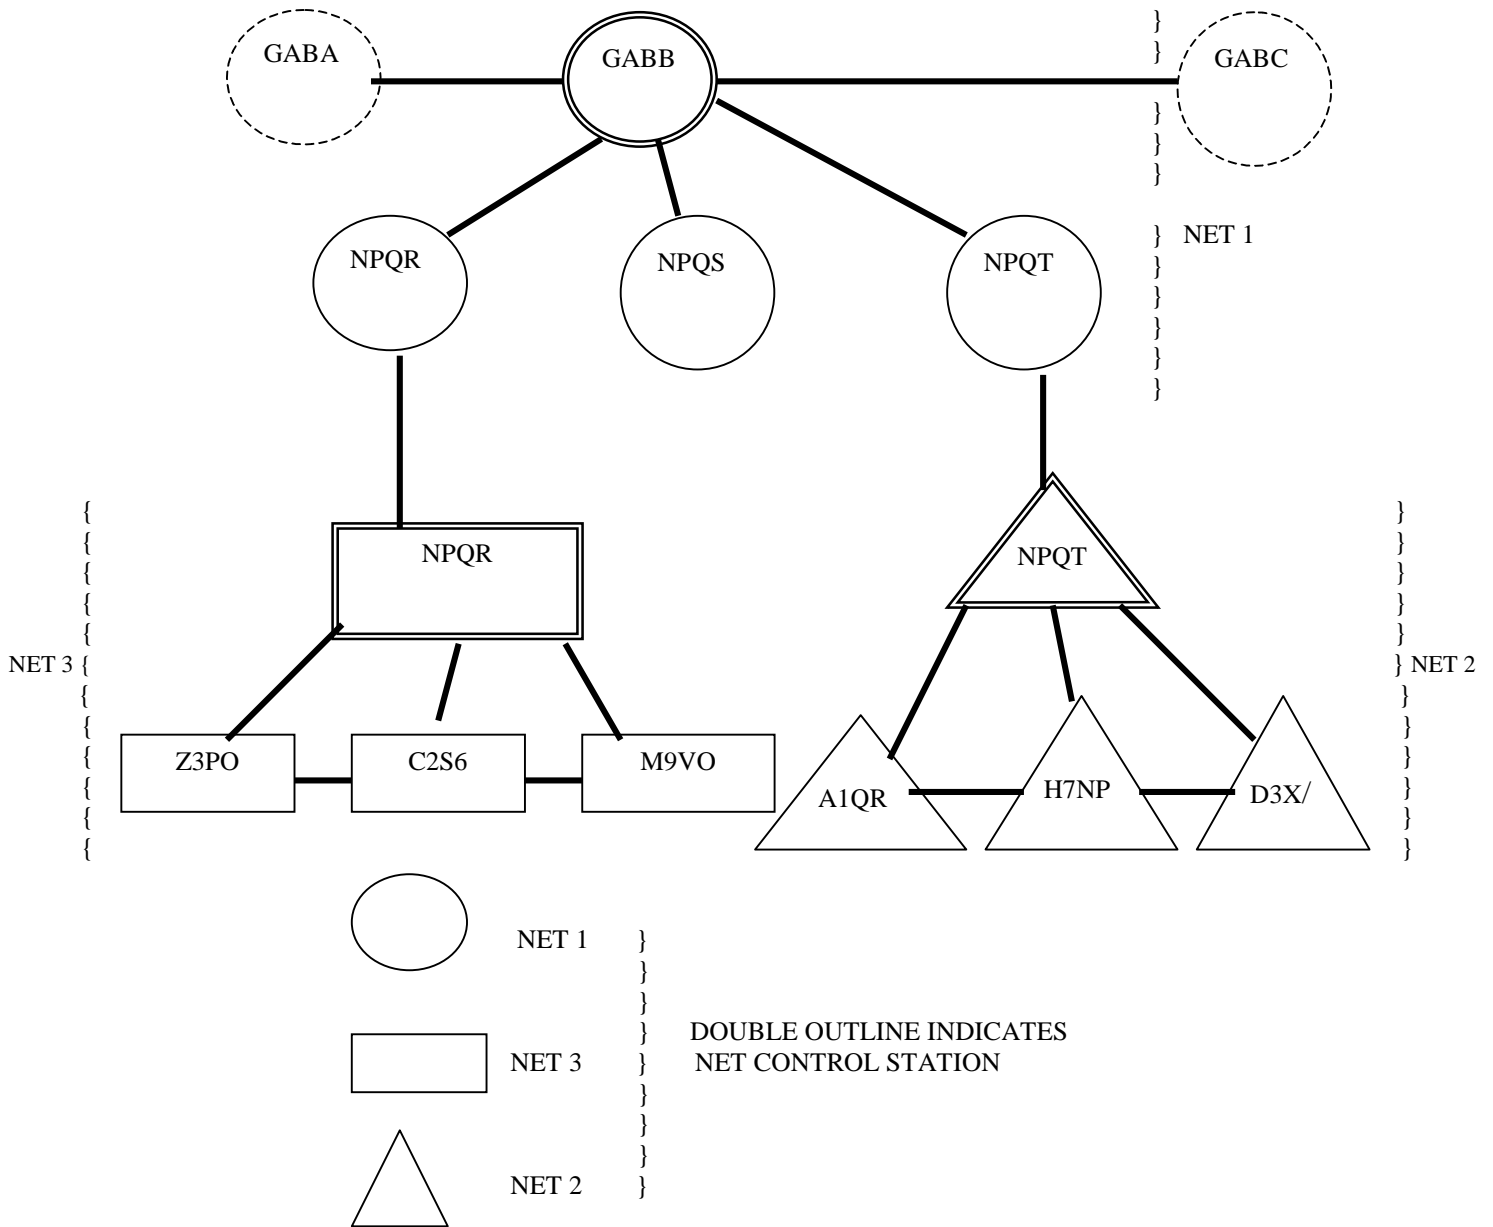 GABA GABB GABC
NPQR NPQS NPQT
} NET 1
NPQR NPQT
NET 3 {
} NET 2
Z3PO C2S6 M9VO A1QR H7NP D3X/
NET 1 }
} DOUBLE OUTLINE INDICATES
NET 3 } NET CONTROL STATION
NET 2 }